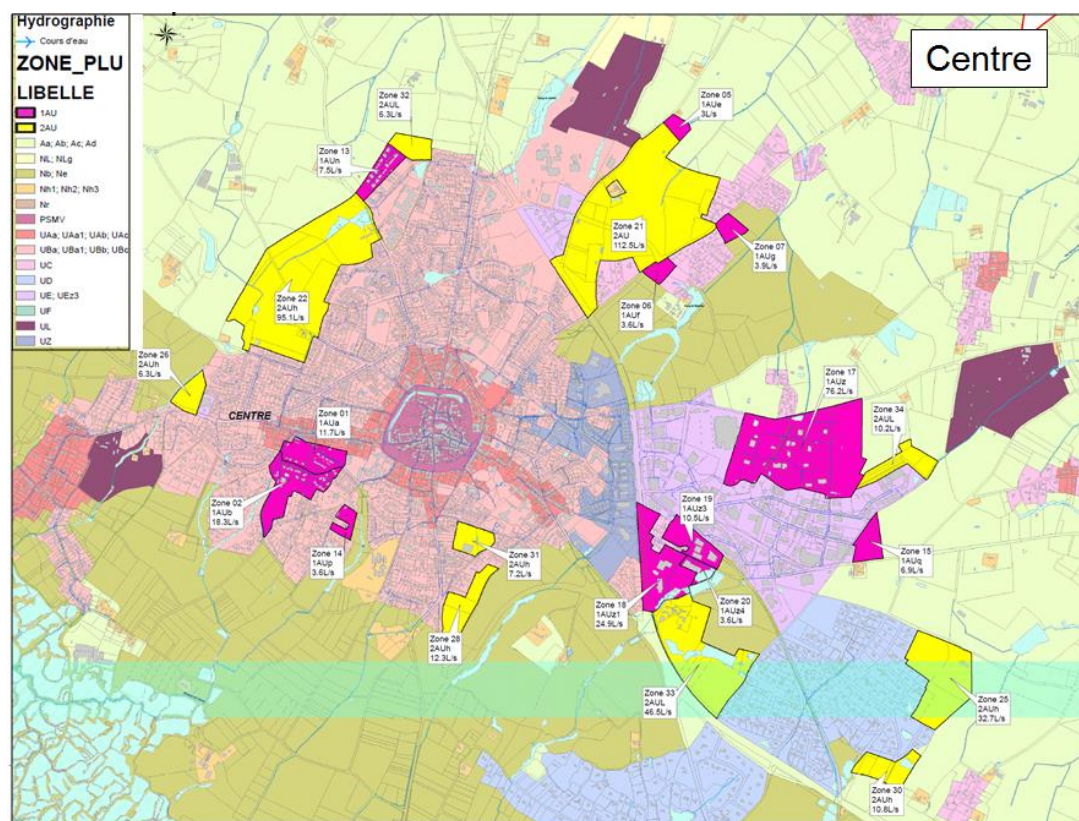 Hydrographie
Cours d'eau
ZONE_PLU
LIBELLE
1AU
2AU
Aa; Ab; Ac; Ad
NL; NLg
Nb; Ne
Nh1; Nh2; Nh3
Nr
PSMV
UAa; UAa1; UAb; UAc
UBa; UBa1; UBb; UBc
UC
UD
UE; UEz3
UF
UL
UZ
Centre
Zone 32
2AUL
6.3L/s
Zone 05
1AUe
3L/s
Zone 13
1AUn
7.5L/s
Zone 21
2AU
112.5L/s
Zone 07
1AUg
3.9L/s
Zone 06
1AUf
3.6L/s
Zone 22
2AUh
95.1L/s
Zone 26
2AUh
6.3L/s
CENTRE
Zone 01
1AUa
11.7L/s
Zone 17
1AUz
76.2L/s
Zone 34
2AUL
10.2L/s
Zone 02
1AUb
18.3L/s
Zone 14
1AUp
3.6L/s
Zone 31
2AUh
7.2L/s
Zone 19
1AUz3
10.5L/s
Zone 15
1AUq
6.9L/s
Zone 18
1AUz1
24.9L/s
Zone 20
1AUz4
3.6L/s
Zone 28
2AUh
12.3L/s
Zone 33
2AUL
46.5L/s
Zone 25
2AUh
32.7L/s
Zone 30
2AUh
10.8L/s